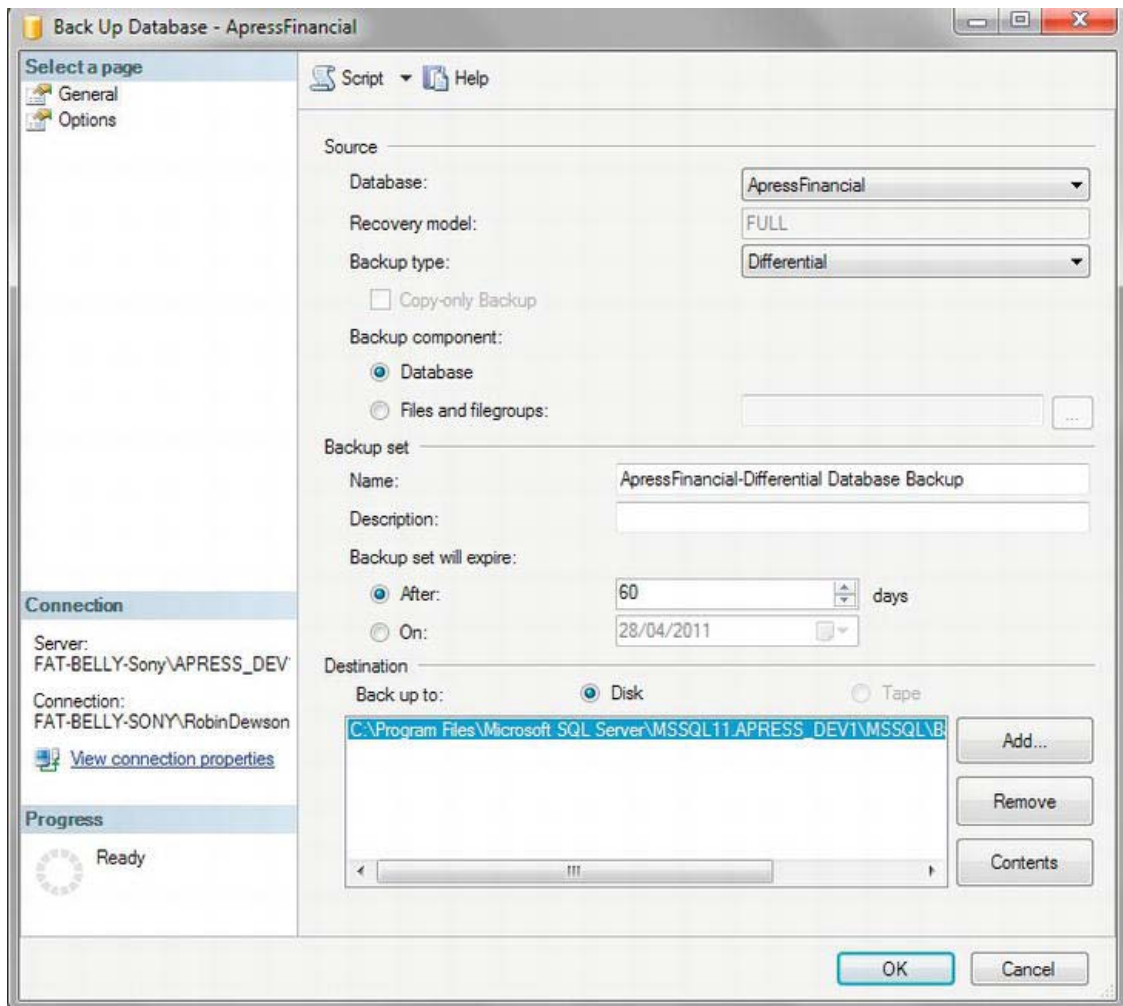 Back Up Database - ApressFinancial
Select a page
General
Options
Script Help
Source
Database: ApressFinancial
Recovery model: FULL
Backup type: Differential
Copy-only Backup
Backup component:
Database
Files and filegroups: ...
Backup set
Name: ApressFinancial-Differential Database Backup
Description:
Backup set will expire:
After: 60 days
On: 28/04/2011
Destination
Back up to: Disk Tape
C:\Program Files\Microsoft SQL Server\MSSQL11.APRESS_DEV1\MSSQL\B
Add...
Remove
Contents
Connection
Server:
FAT-BELLY-Sony\APRESS_DEV
Connection:
FAT-BELLY-SONY\RobinDewson
View connection properties
Progress
Ready
OK Cancel